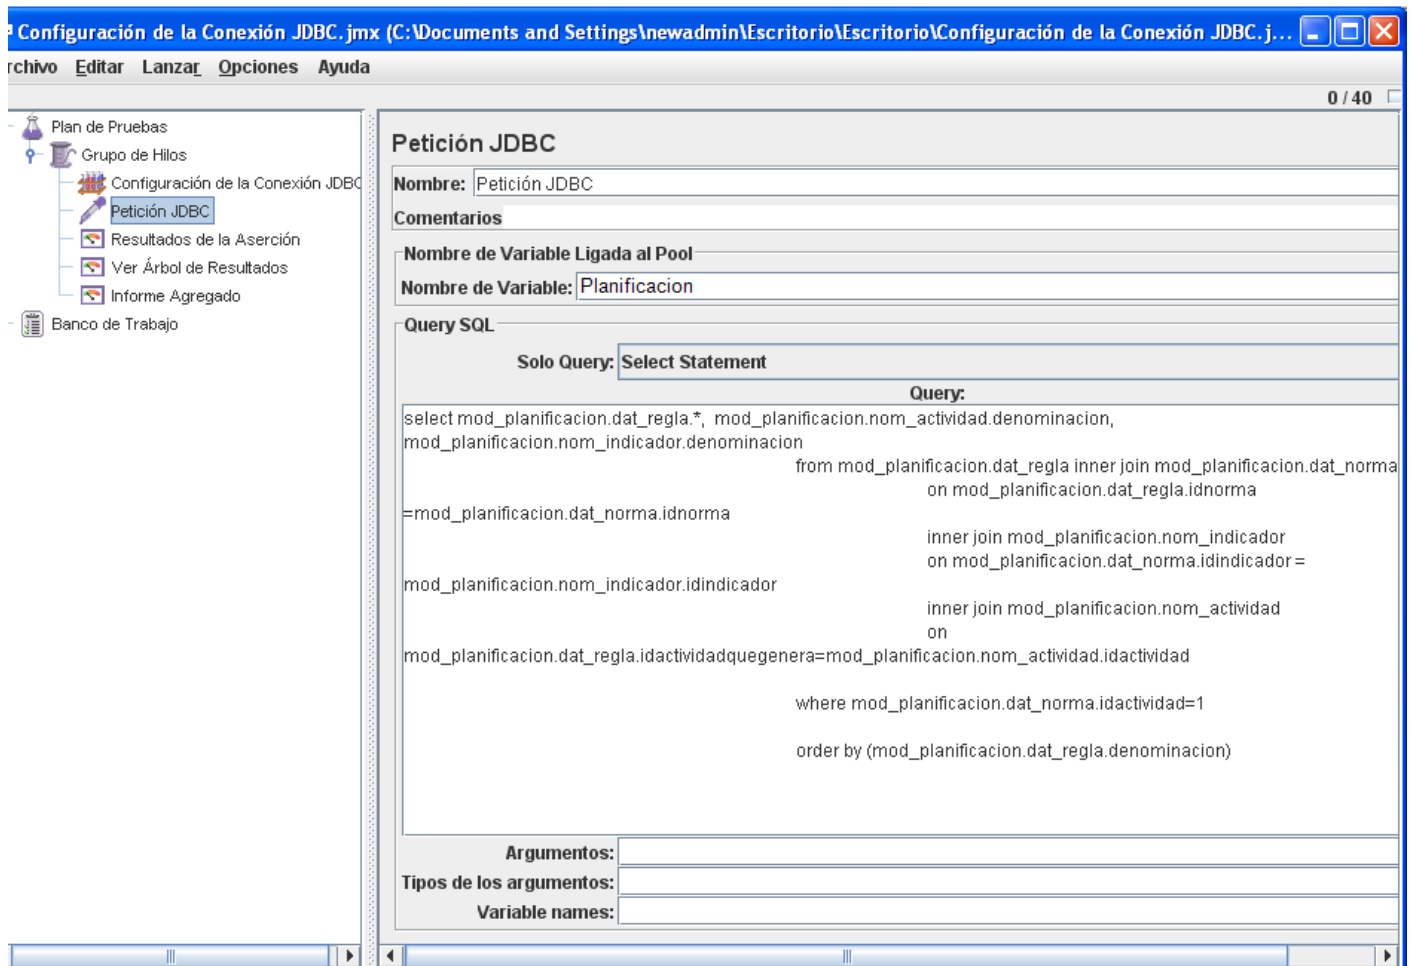 Configuración de la Conexión JDBC.jmx (C:\Documents and Settings\newadmin\Escritorio\Escritorio\Configuración de la Conexión JDBC.j...
rchivo Editar Lanzar Opciones Ayuda
0 / 40
Plan de Pruebas
Grupo de Hilos
Configuración de la Conexión JDBC
Petición JDBC
Resultados de la Aserción
Ver Árbol de Resultados
Informe Agregado
Banco de Trabajo
Petición JDBC
Nombre: Petición JDBC
Comentarios
Nombre de Variable Ligada al Pool
Nombre de Variable: Planificacion
Query SQL
Solo Query: Select Statement
Query:
select mod_planificacion.dat_regla.*, mod_planificacion.nom_actividad.denominacion,
mod_planificacion.nom_indicador.denominacion
from mod_planificacion.dat_regla inner join mod_planificacion.dat_norma
on mod_planificacion.dat_regla.idnorma
=mod_planificacion.dat_norma.idnorma
inner join mod_planificacion.nom_indicador
on mod_planificacion.dat_norma.idindicador =
mod_planificacion.nom_indicador.idindicador
inner join mod_planificacion.nom_actividad
on
mod_planificacion.dat_regla.idactividadquegenera=mod_planificacion.nom_actividad.idactividad
where mod_planificacion.dat_norma.idactividad=1
order by (mod_planificacion.dat_regla.denominacion)
Argumentos:
Tipos de los argumentos:
Variable names: